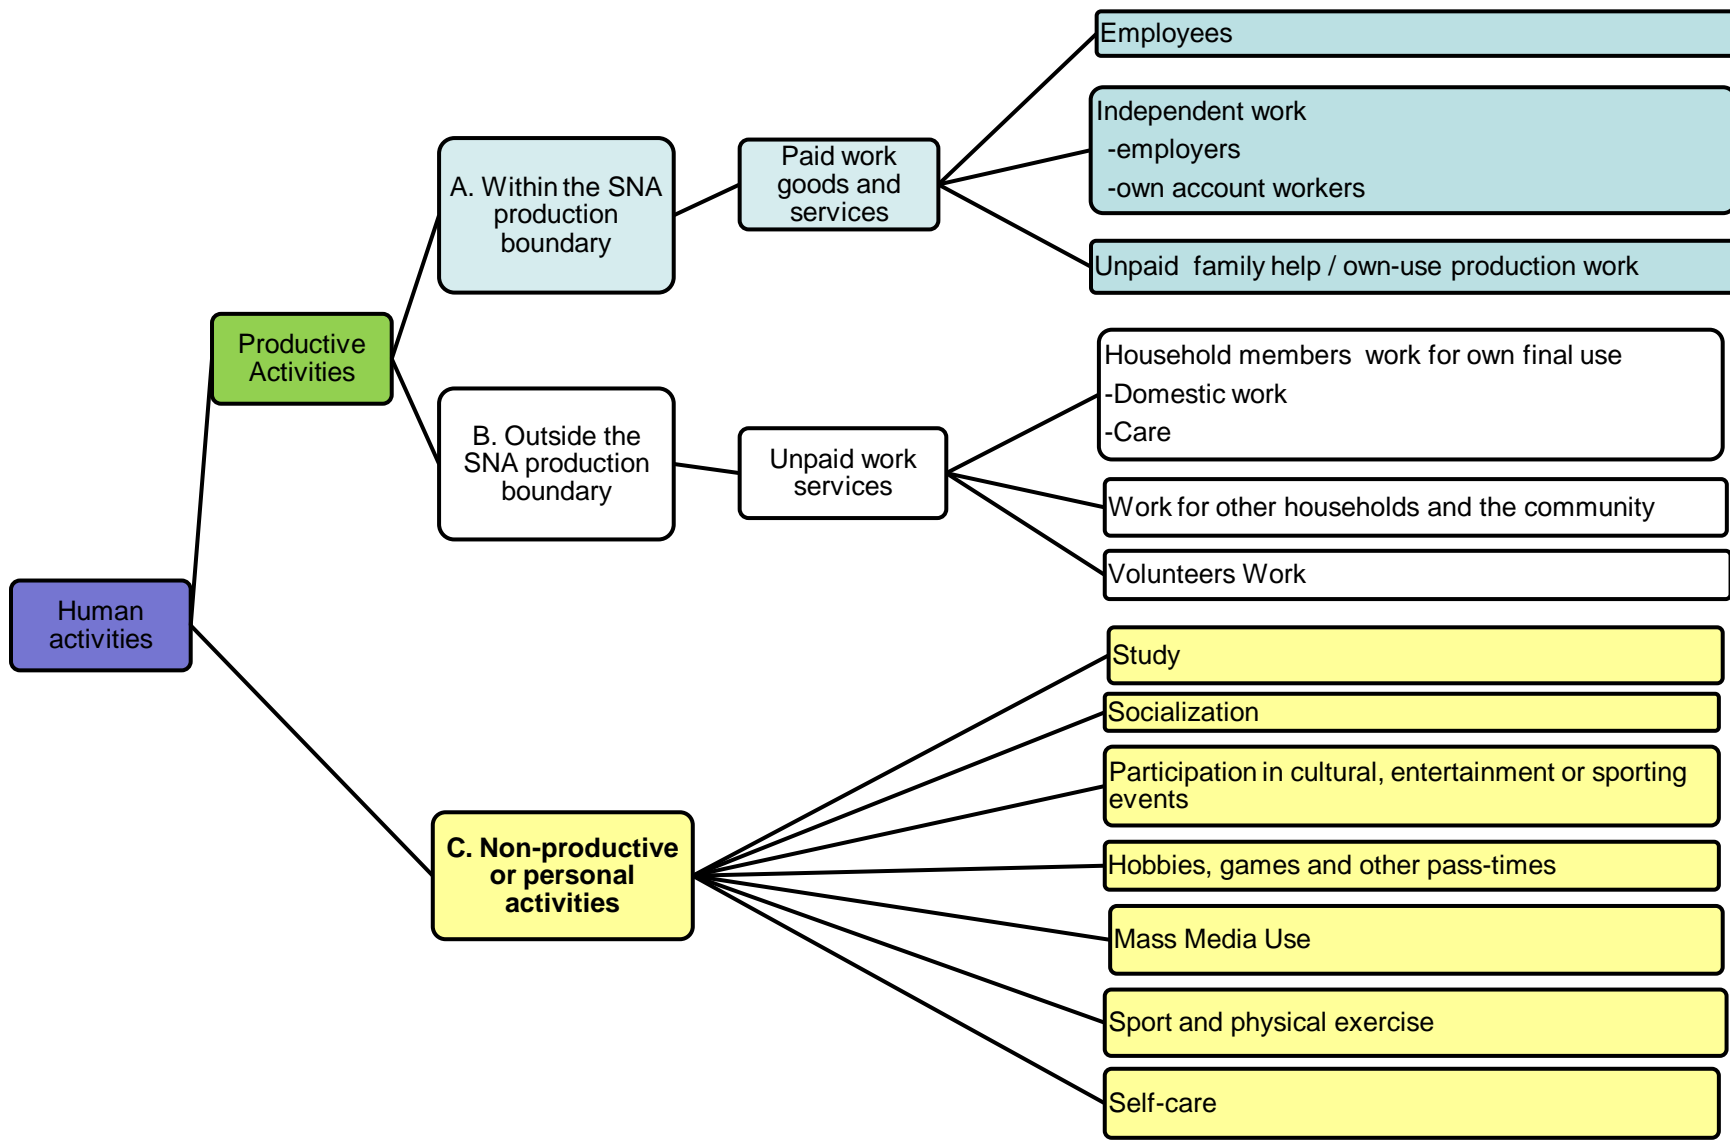 Human
activities
Productive
Activities
A. Within the SNA
production
boundary
Paid work
goods and
services
Employees
Independent work
-employers
-own account workers
Unpaid family help / own-use production work
B. Outside the
SNA production
boundary
Unpaid work
services
Household members work for own final use
-Domestic work
-Care
Work for other households and the community
Volunteers Work
C. Non-productive
or personal
activities
Study
Socialization
Participation in cultural, entertainment or sporting
events
Hobbies, games and other pass-times
Mass Media Use
Sport and physical exercise
Self-care